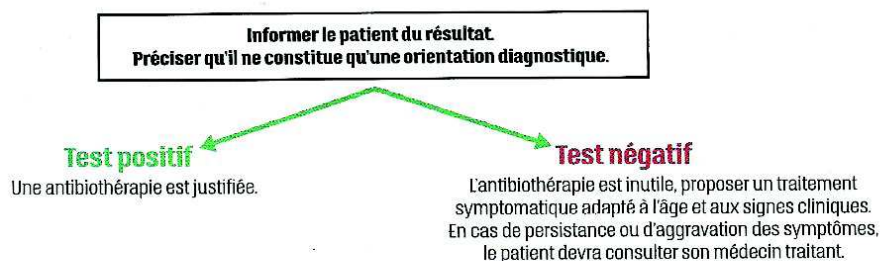 Informer le patient du résultat.
Préciser qu'il ne constitue qu'une orientation diagnostique.
Test positif
Une antibiothérapie est justifiée.
Test négatif
L'antibiothérapie est inutile, proposer un traitement
symptomatique adapté à l'âge et aux signes cliniques.
En cas de persistance ou d'aggravation des symptômes,
le patient devra consulter son médecin traitant.